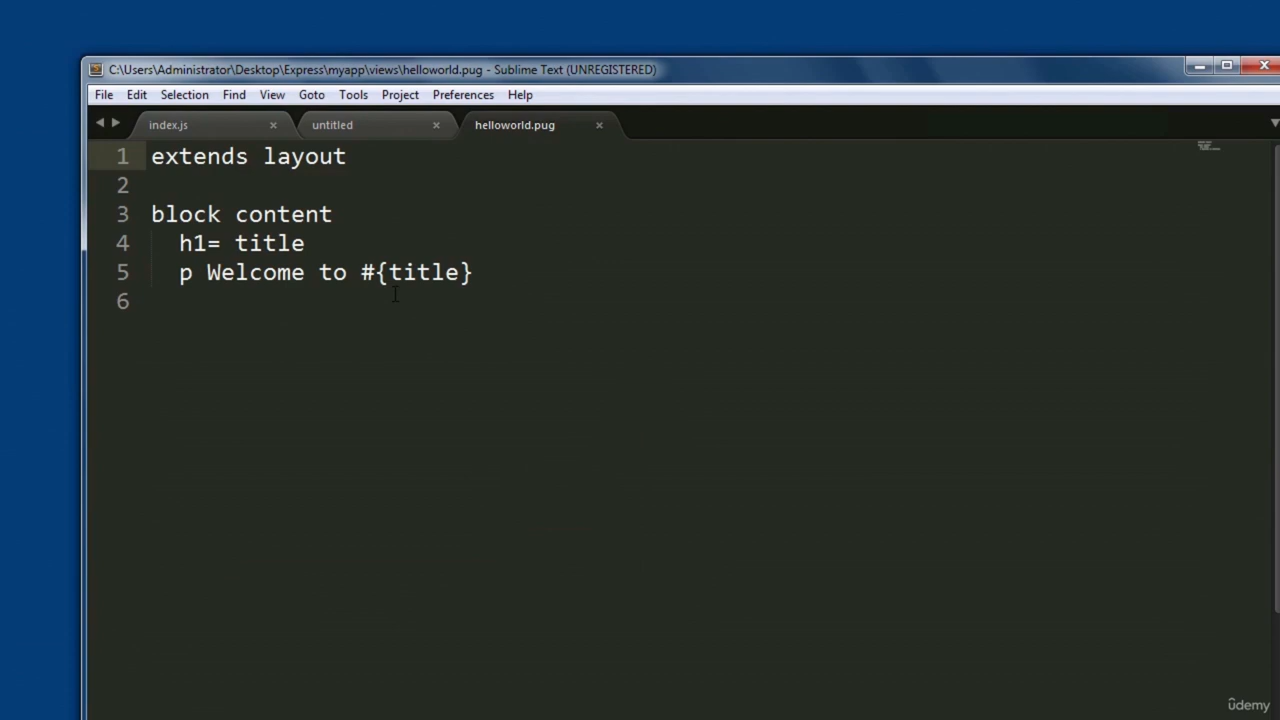 C:\Users\Administrator\Desktop\Express\myapp\views\helloworld.pug - Sublime Text (UNREGISTERED)
File Edit Selection Find View Goto Tools Project Preferences Help
index.js untitled helloworld.pug
1 extends layout
2
3 block content
4 h1= title
5 p Welcome to #{title}
6
ûdemy